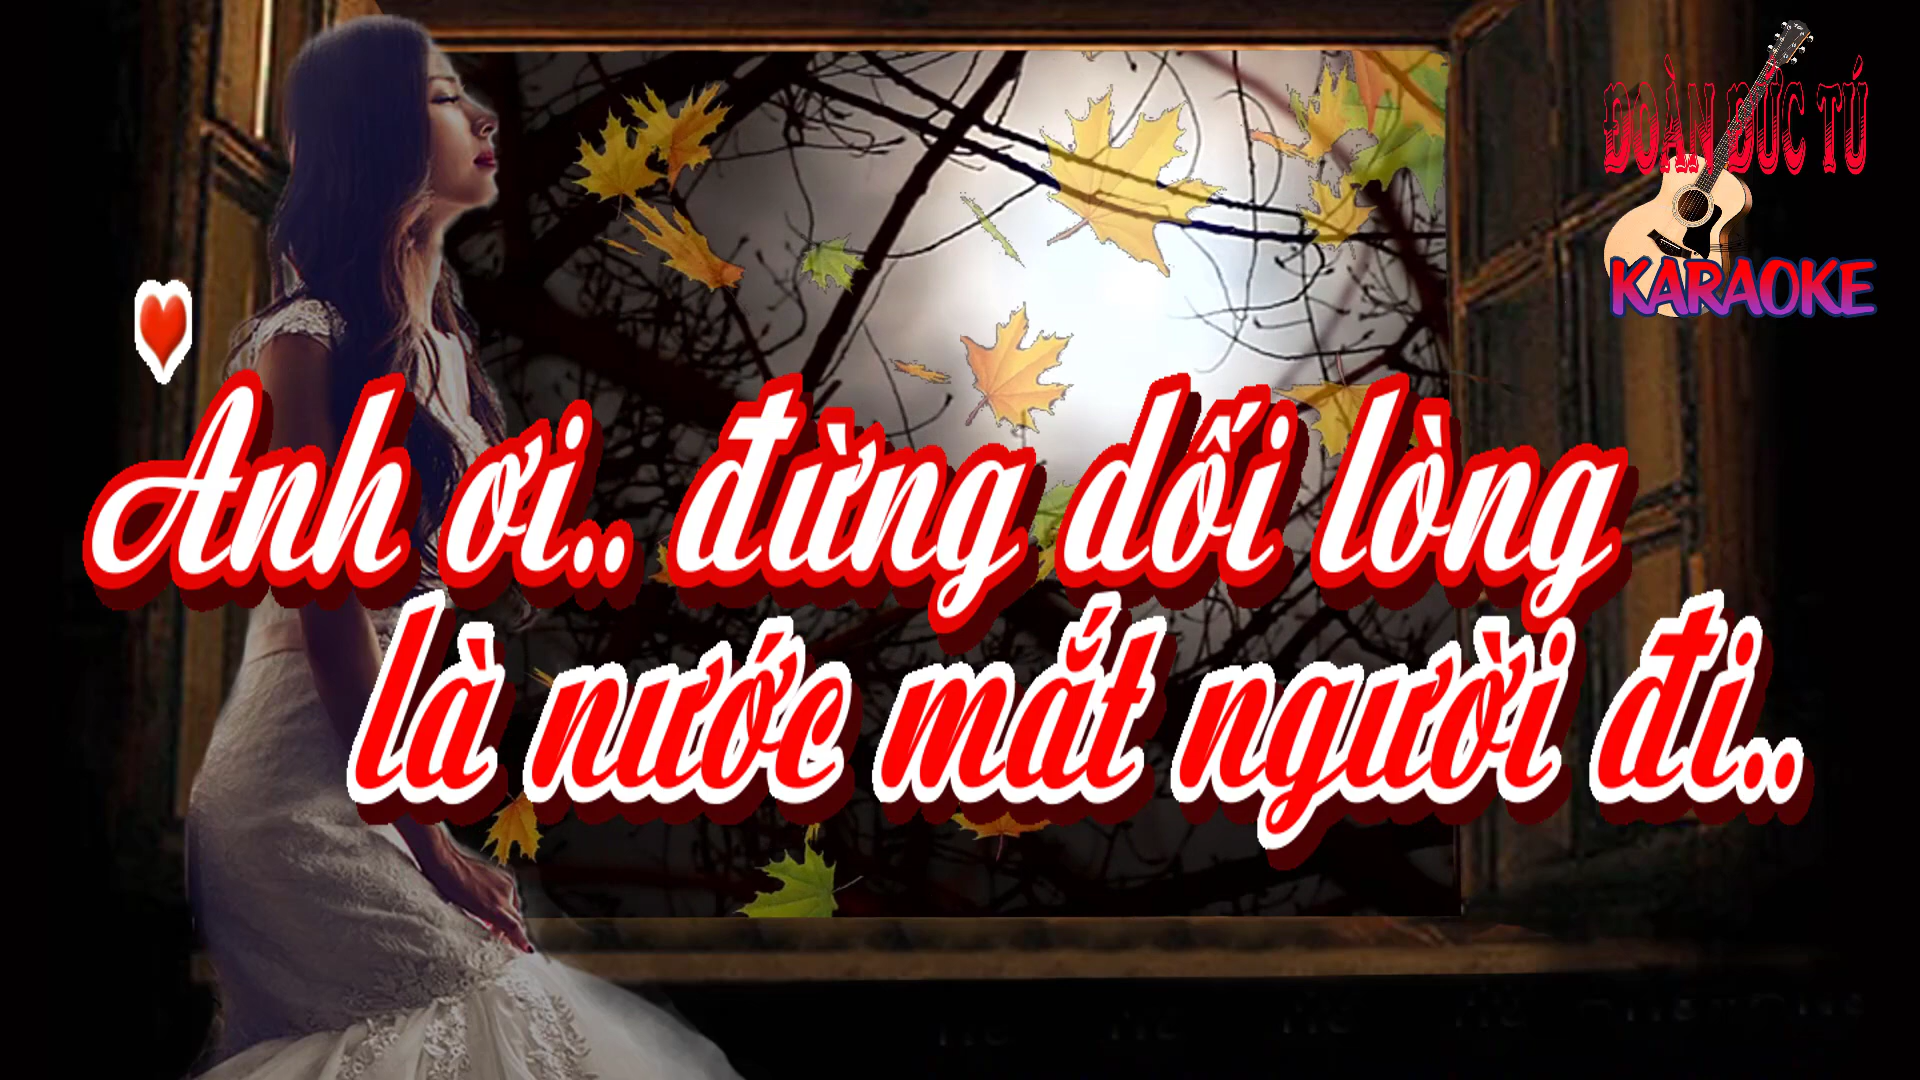 ĐOÀN ĐỨC TÚ
KARAOKE
Anh ơi.. đừng dối lòng
là nước mắt người đi..